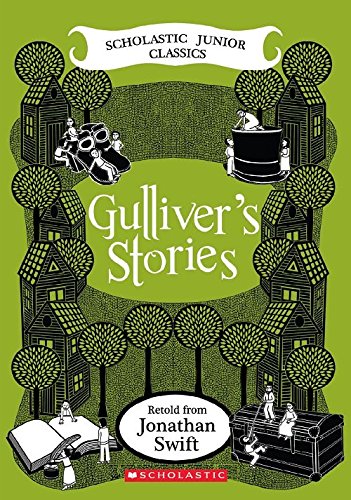 SCHOLASTIC JUNIOR
CLASSICS
Gulliver's
Stories
Retold from
Jonathan
Swift
SCHOLASTIC